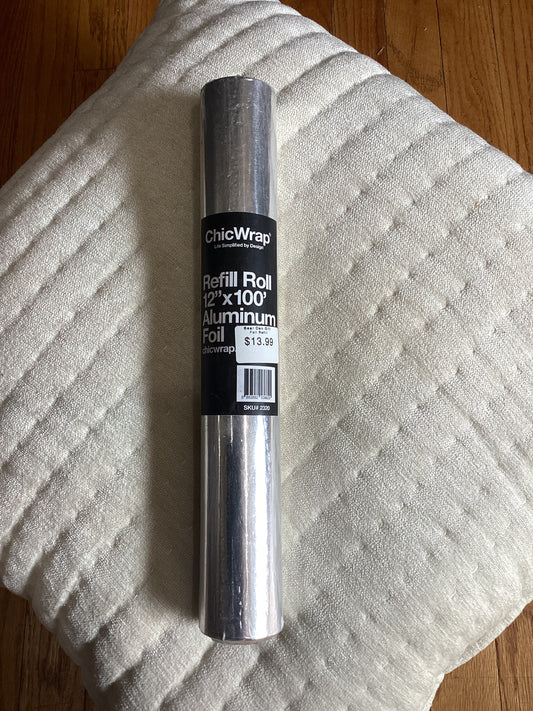 ChicWrap®
Life Simplified by Design
Refill Roll
12"x100'
Aluminum
Foil
chicwrap.
$13.99
SKU# 2320